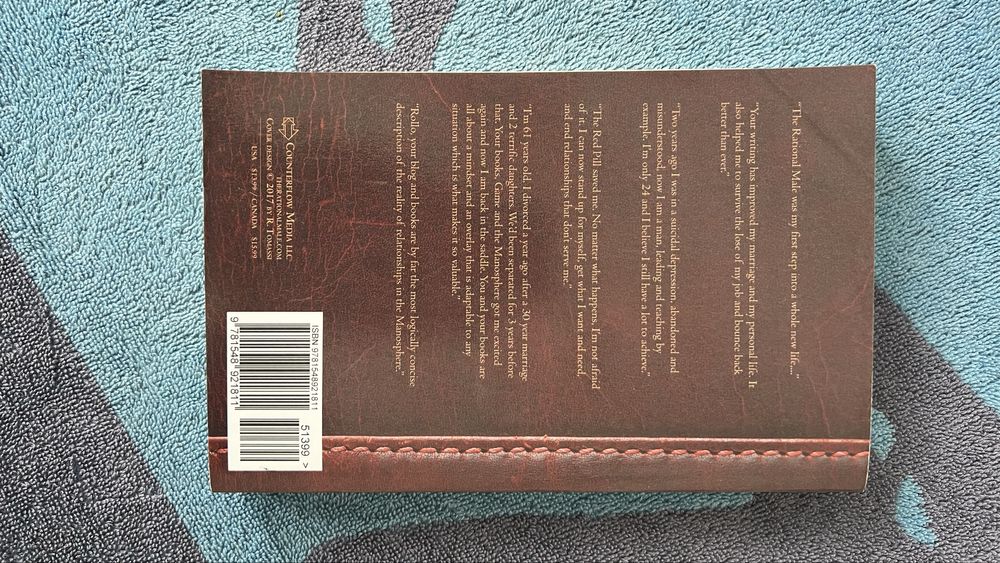 "The Rational Male was my first step into a whole new life...."
"Your writing has improved my marriage and my personal life. It
also helped me to survive the lose of my job and bounce back
better than ever."
"Two years ago I was in a suicidal depression, abandoned and
misunderstood, now I am a man, leading and teaching by
example. I'm only 24 and I believe I still have a lot to achieve."
"The Red Pill saved me. No matter what happens. I'm not afraid
of it. I can now stand up for myself, get what I want and need,
and end relationships that don't serve me."
"I'm 61 years old. I divorced a year ago after a 30 year marriage
and 2 terrific daughters. We'd been separated for 3 years before
that. Your books, Game and the Manosphere got me excited
again and now I am back in the saddle. You and your books are
all about a mindset and an overlay that is adaptable to any
situation which is what makes it so valuable."
"Rollo, your blog and books are by far the most logically concise
description of the reality of relationships in the Manosphere."
Counterflow Media LLC
therationalmale.com
Cover design © 2017 by R. Tomassi
USA $13.99 / CANADA $15.99
ISBN 9781548921811
51399 >
9 781548 921811